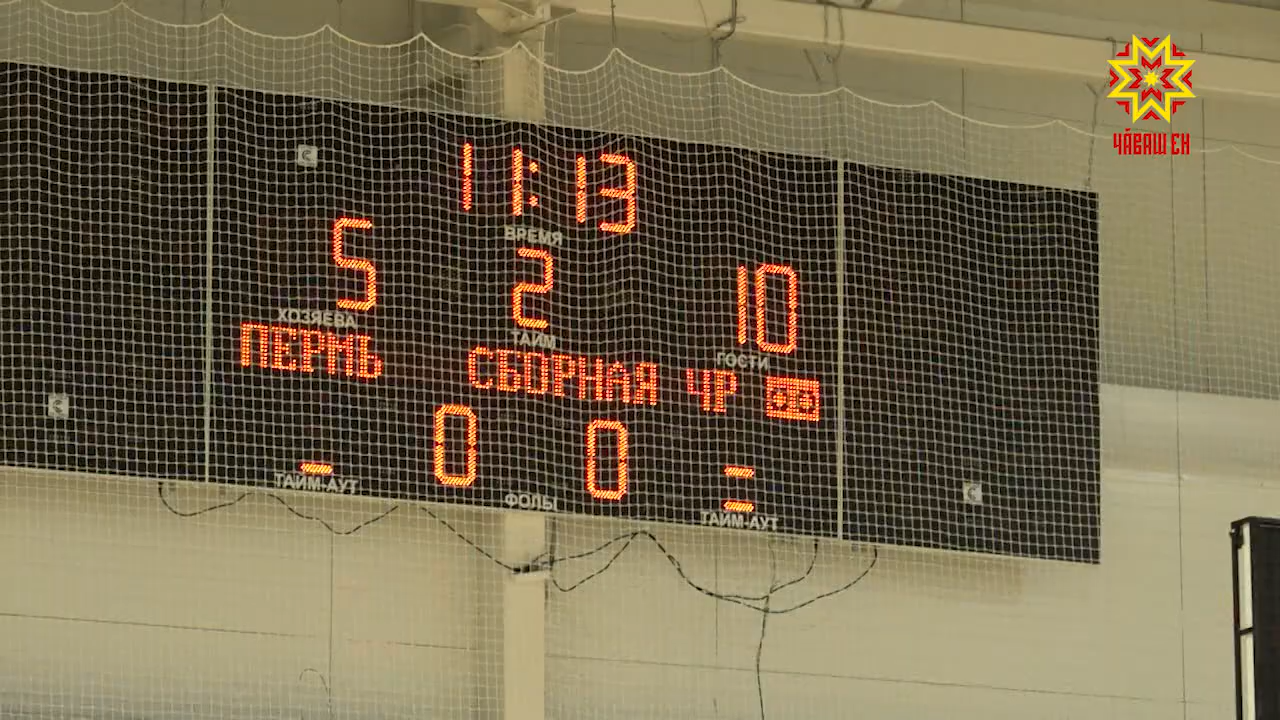 ЧӐВАШ ЕН
11:13
ВРЕМЯ
5 2 10
ХОЗЯЕВА ТАЙМ ГОСТИ
ПЕРМЬ СБОРНАЯ ЧР
0 0
ТАЙМ-АУТ ФОЛЫ ТАЙМ-АУТ